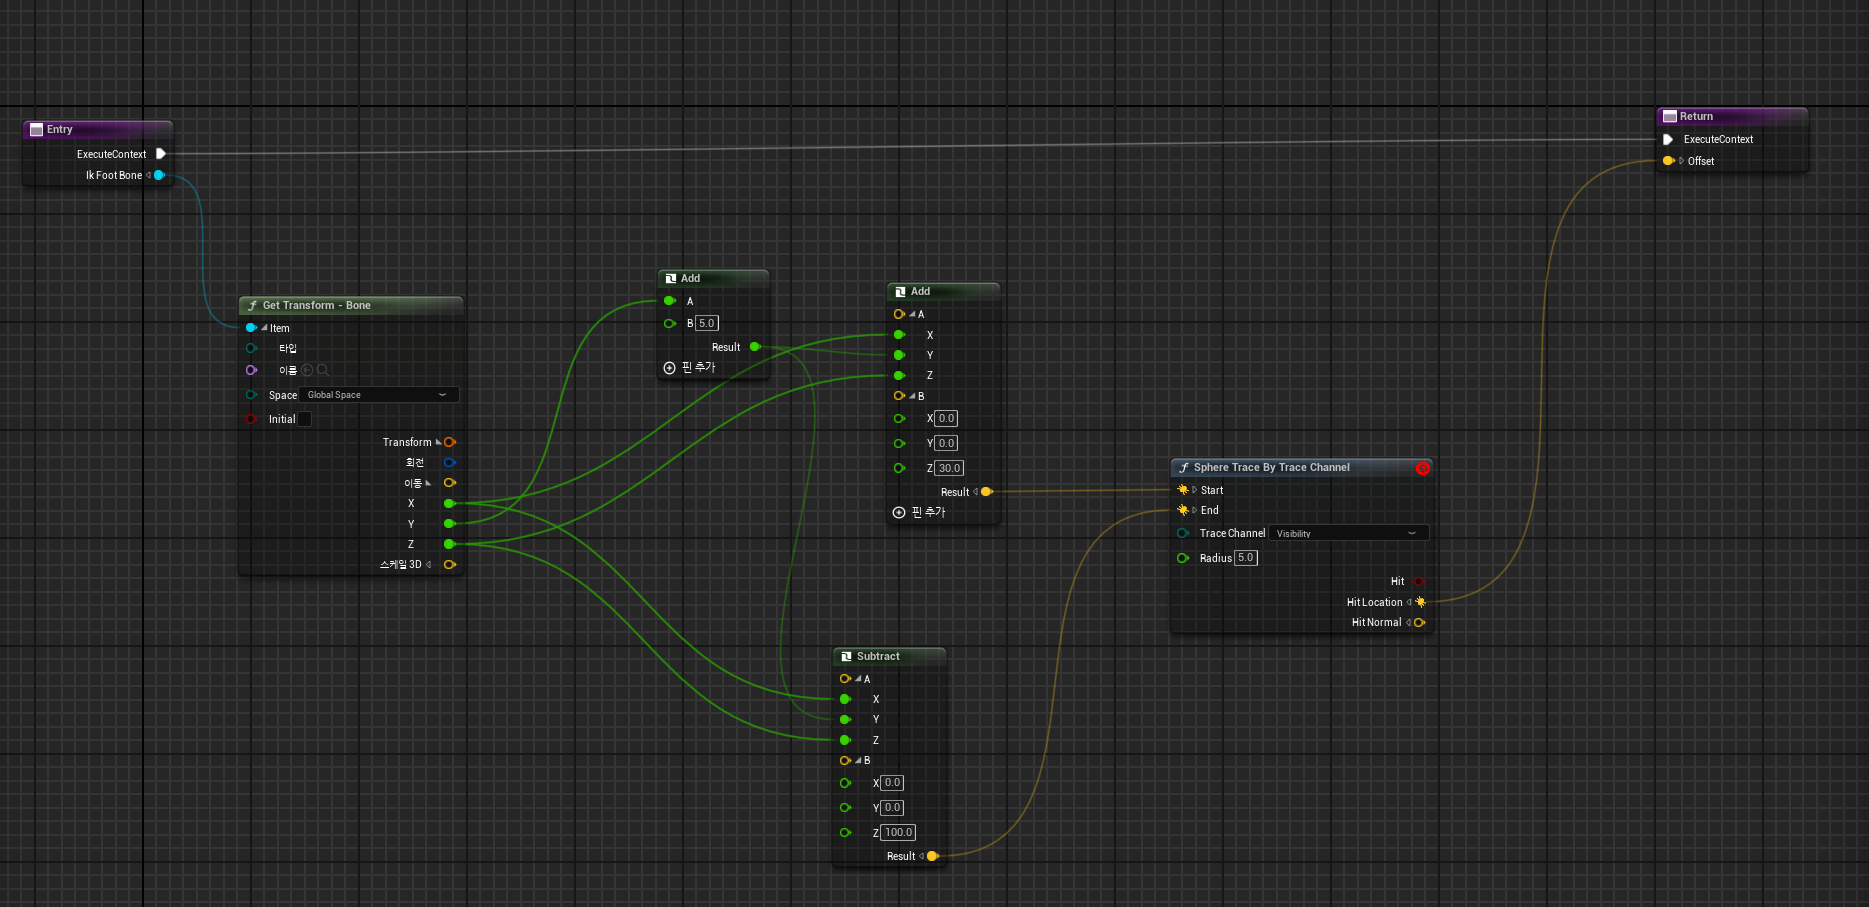 Entry
ExecuteContext
Ik Foot Bone
Return
ExecuteContext
Offset
Get Transform - Bone
Item
타입
이름
Space Global Space
Initial
Transform
회전
이동
X
Y
Z
스케일 3D
Add
A
B 5.0
Result
핀 추가
Add
A
X
Y
Z
B
X 0.0
Y 0.0
Z 30.0
Result
핀 추가
Sphere Trace By Trace Channel
Start
End
Trace Channel Visibility
Radius 5.0
Hit
Hit Location
Hit Normal
Subtract
A
X
Y
Z
B
X 0.0
Y 0.0
Z 100.0
Result